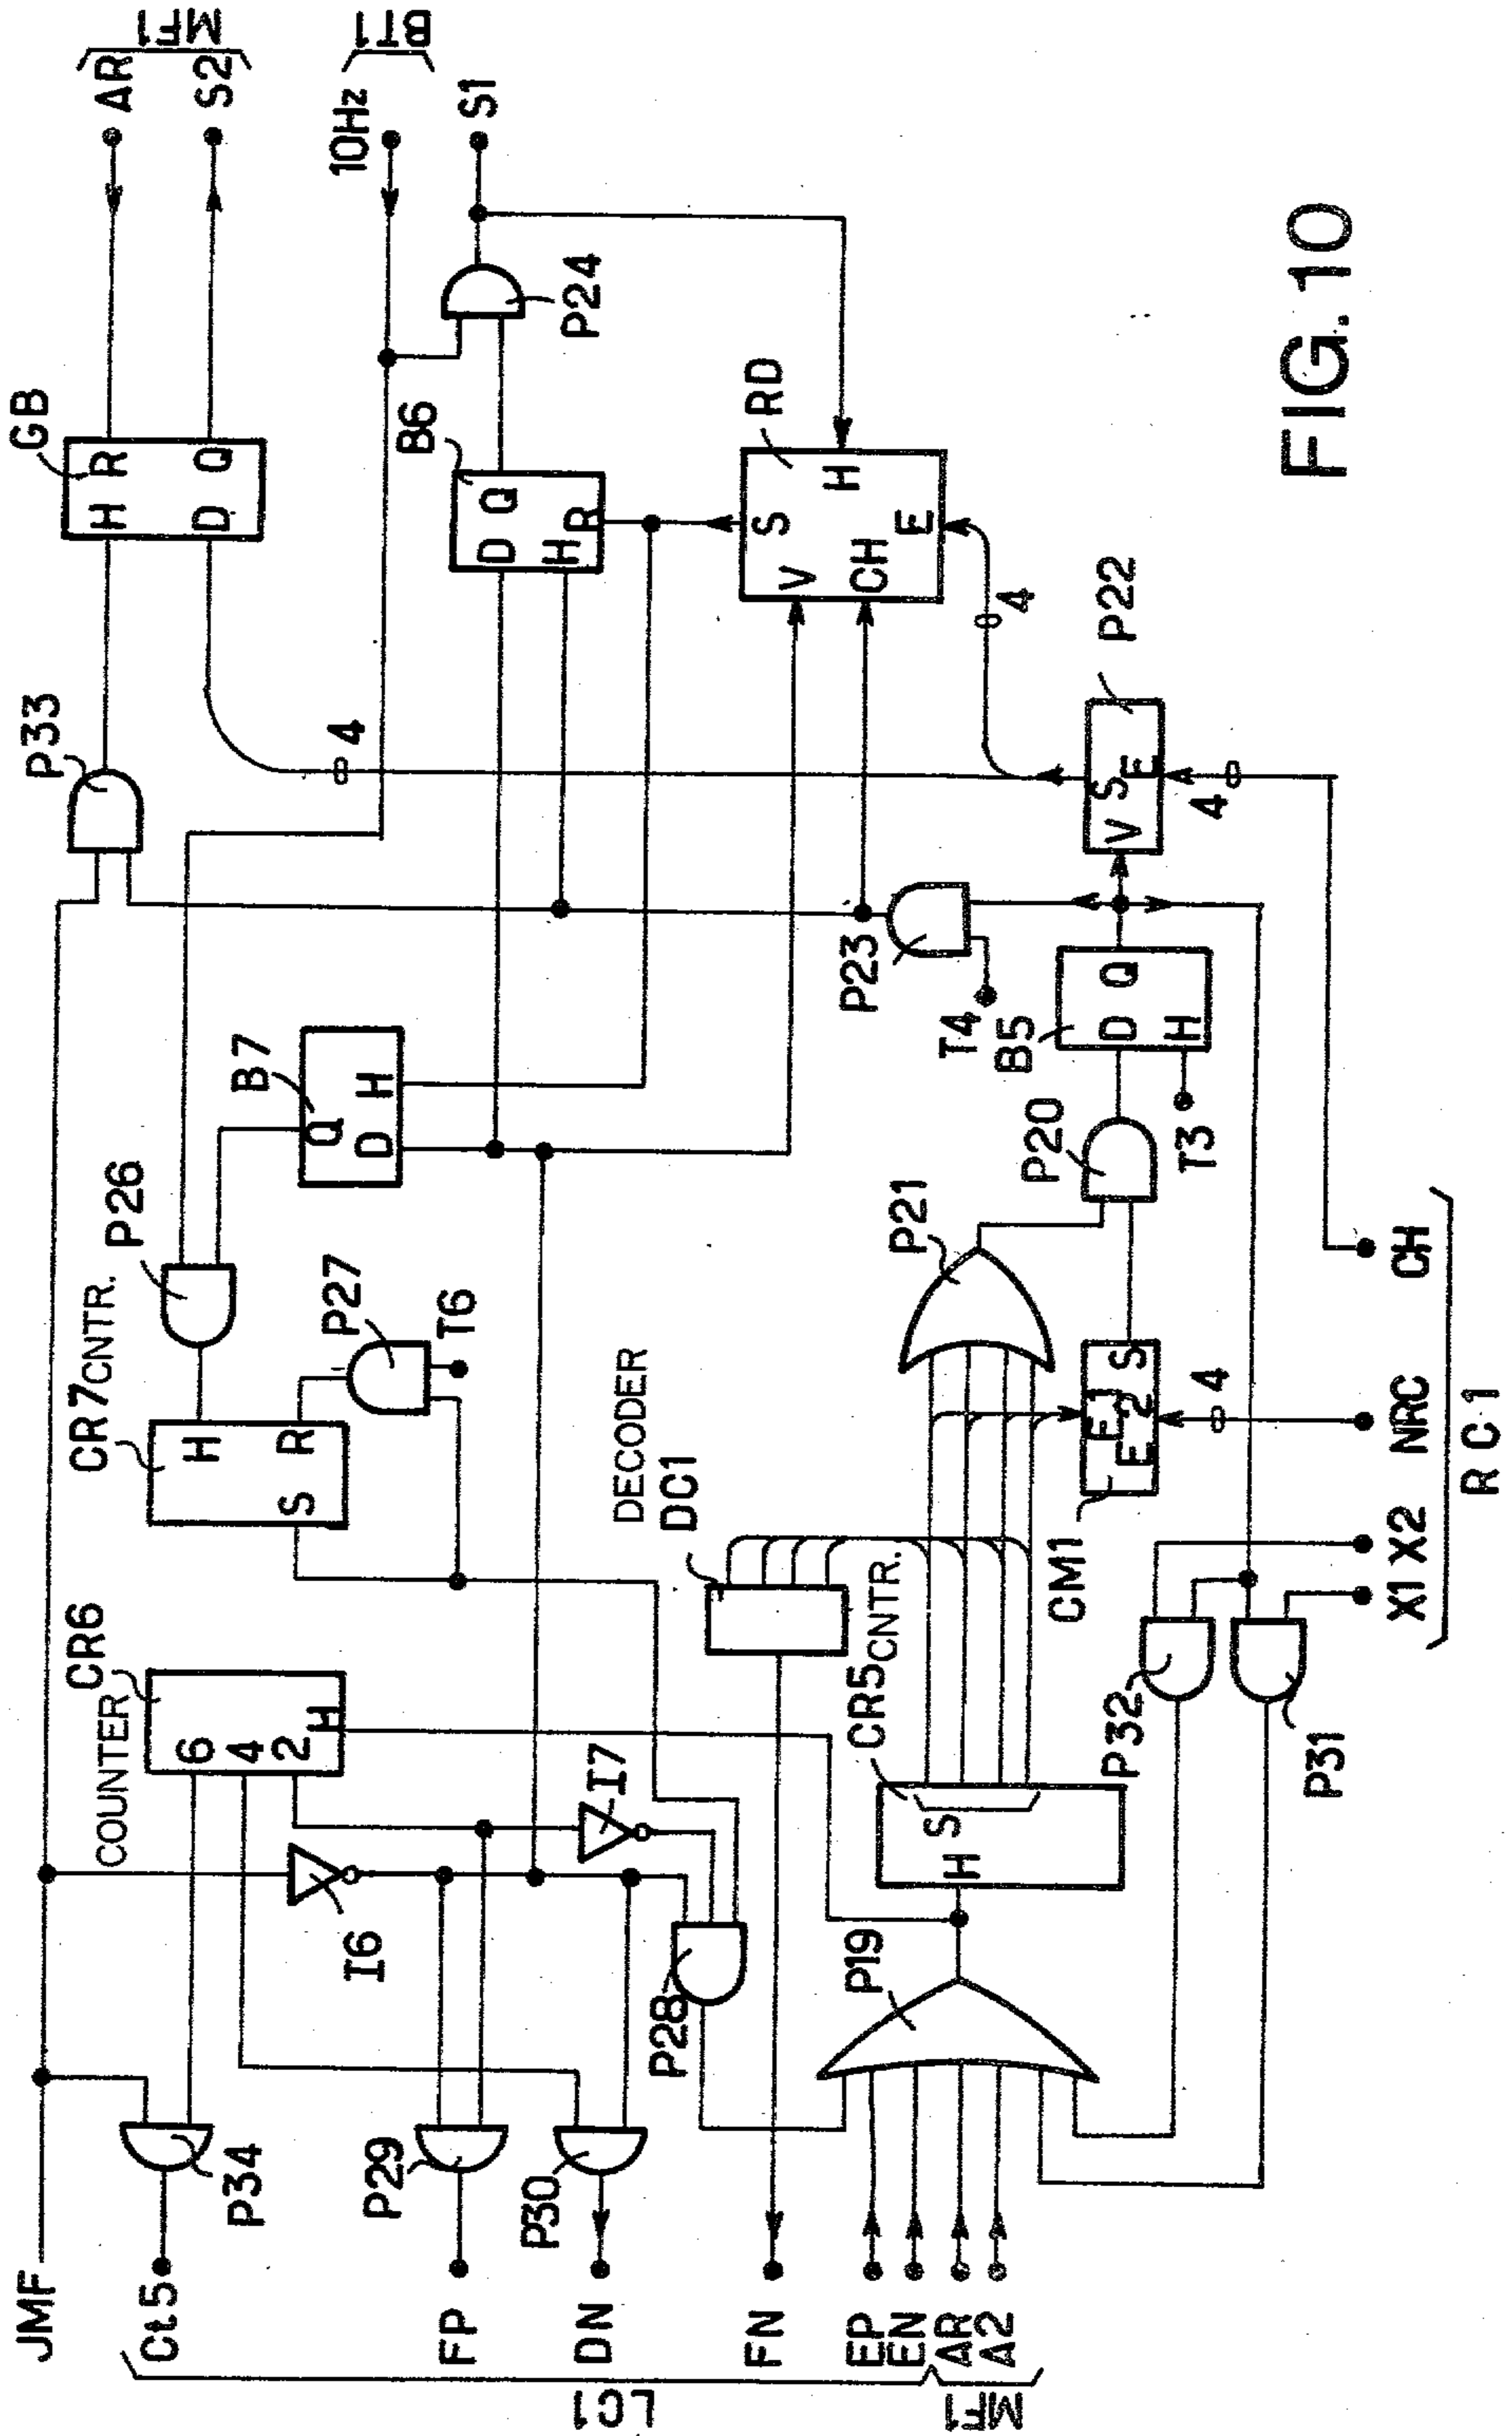 JMF
Ct5
P34
FP
P29
DN
P30
FN
EP
EN
AR
A2
LC1
MF1
COUNTER
CR6
6
4
2
H
I6
I7
P28
P19
CR7 CNTR.
H
S R
P26
P27
T6
DECODER
DC1
CR5 CNTR.
H S
CM1
E1
E2 S
4
P21
P20
T3
B5
D Q
H
B7
Q
D H
P23
T4
P33
4
GB
H R
D Q
AR
S2
MF1
10Hz
BT1
S1
P24
B6
D Q
H R
RD
V S
CH H
E
4
P22
V S
E
4
P32
P31
X1 X2 NRC CH
RC1
FIG. 10